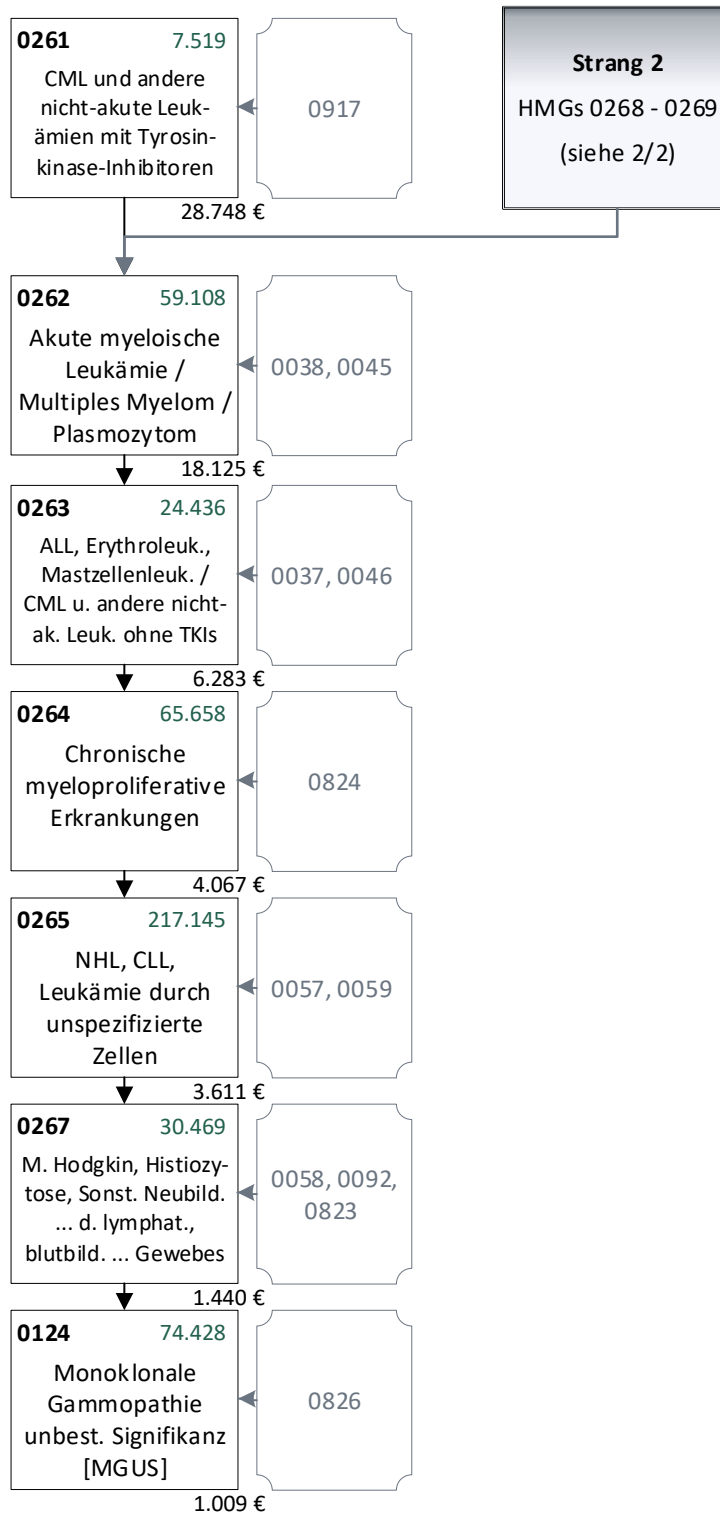 0261 7.519
CML und andere
nicht-akute Leuk-
ämien mit Tyrosin-
kinase-Inhibitoren
0917
28.748 €
Strang 2
HMGs 0268 - 0269
(siehe 2/2)
0262 59.108
Akute myeloische
Leukämie /
Multiples Myelom /
Plasmozytom
0038, 0045
18.125 €
0263 24.436
ALL, Erythroleuk.,
Mastzellenleuk. /
CML u. andere nicht-
ak. Leuk. ohne TKIs
0037, 0046
6.283 €
0264 65.658
Chronische
myeloproliferative
Erkrankungen
0824
4.067 €
0265 217.145
NHL, CLL,
Leukämie durch
unspezifizierte
Zellen
0057, 0059
3.611 €
0267 30.469
M. Hodgkin, Histiozy-
tose, Sonst. Neubild.
... d. lymphat.,
blutbild. ... Gewebes
0058, 0092,
0823
1.440 €
0124 74.428
Monoklonale
Gammopathie
unbest. Signifikanz
[MGUS]
0826
1.009 €